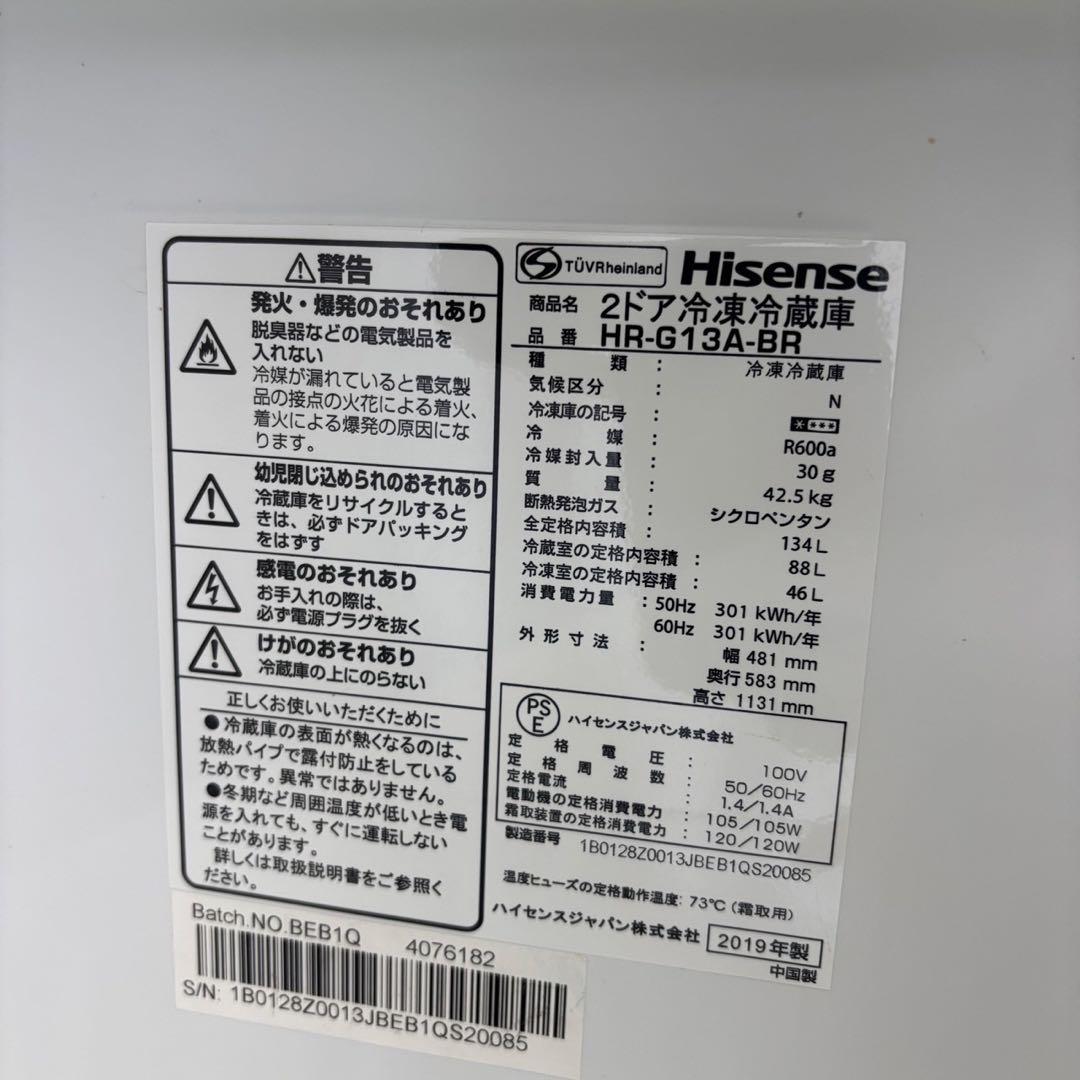 ⚠警告
発火・爆発のおそれあり
脱臭器などの電気製品を
入れない
冷媒が漏れていると電気製
品の接点の火花による着火、
着火による爆発の原因にな
ります。
幼児閉じ込められのおそれあり
冷蔵庫をリサイクルすると
きは、必ずドアパッキング
をはずす
感電のおそれあり
お手入れの際は、
必ず電源プラグを抜く
けがのおそれあり
冷蔵庫の上にのらない
正しくお使いいただくために
●冷蔵庫の表面が熱くなるのは、
放熱パイプで露付防止をしている
ためです。異常ではありません。
●冬期など周囲温度が低いとき電
源を入れても、すぐに運転しない
ことがあります。
詳しくは取扱説明書をご参照く
ださい。
TÜVRheinland
Hisense
商品名 2ドア冷凍冷蔵庫
品番 HR-G13A-BR
種類 : 冷凍冷蔵庫
気候区分 : N
冷凍庫の記号 : * ***
冷媒 : R600a
冷媒封入量 : 30g
質量 : 42.5kg
断熱発泡ガス : シクロペンタン
全定格内容積 : 134L
冷蔵室の定格内容積 : 88L
冷凍室の定格内容積 : 46L
消費電力量 : 50Hz 301 kWh/年
60Hz 301 kWh/年
外形寸法 : 幅 481 mm
奥行 583 mm
高さ 1131 mm
PSE ハイセンスジャパン株式会社
定格電圧 : 100V
定格周波数 : 50/60Hz
定格電流 : 1.4/1.4A
電動機の定格消費電力 : 105/105W
霜取装置の定格消費電力 : 120/120W
製造番号 1B0128Z0013JBEB1QS20085
温度ヒューズの定格動作温度: 73℃(霜取用)
ハイセンスジャパン株式会社 2019年製
中国製
Batch.NO.BEB1Q 4076182
S/N: 1B0128Z0013JBEB1QS20085